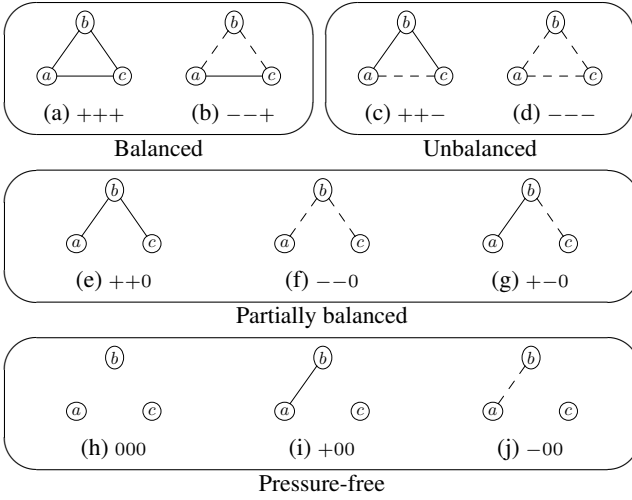 b b b b
a c a c a c a c
(a) +++ (b) −−+ (c) ++− (d) −−−
Balanced Unbalanced
b b b
a c a c a c
(e) ++0 (f) −−0 (g) +−0
Partially balanced
b b b
a c a c a c
(h) 000 (i) +00 (j) −00
Pressure-free